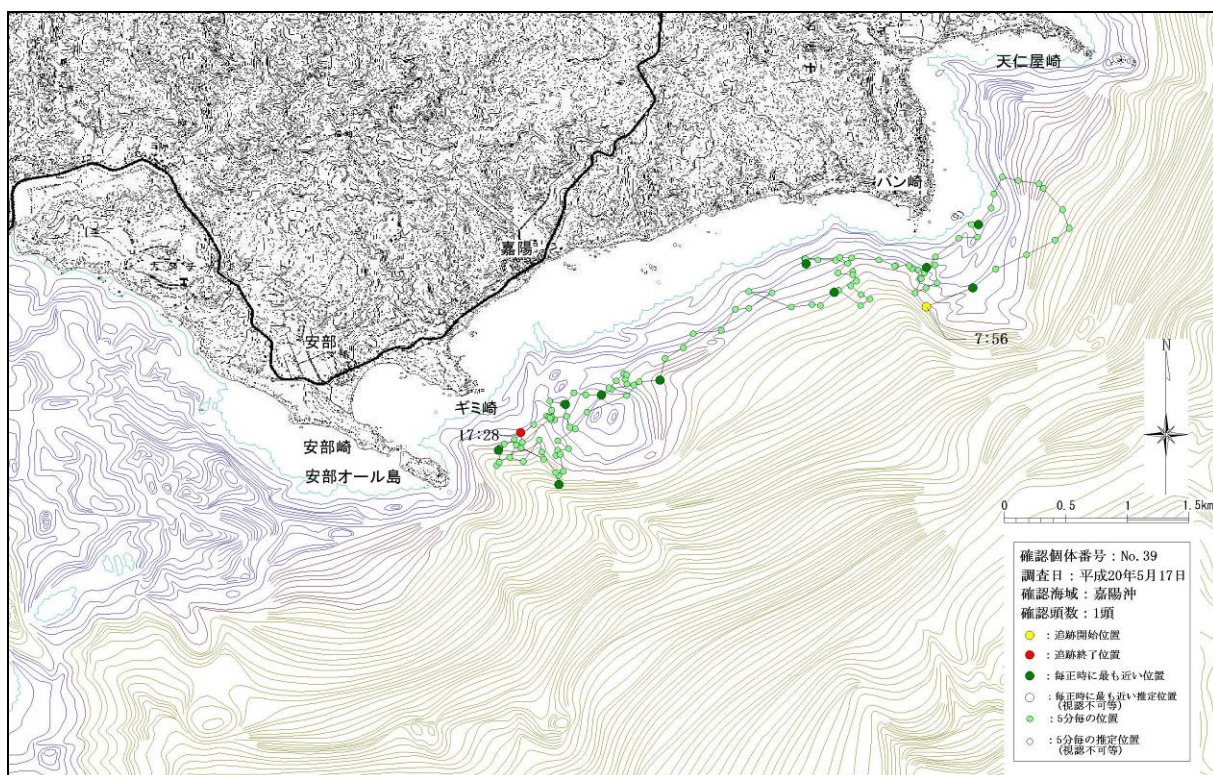 天仁屋崎
バン崎
嘉陽
7:56
安部
ギミ崎
17:28
安部崎
安部オール島
N
0 0.5 1 1.5km
確認個体番号:No.39
調査日:平成20年5月17日
確認海域:嘉陽沖
確認頭数:1頭
:追跡開始位置
:追跡終了位置
:毎正時に最も近い位置
:毎正時に最も近い推定位置
(視認不可等)
:5分毎の位置
:5分毎の推定位置
(視認不可等)